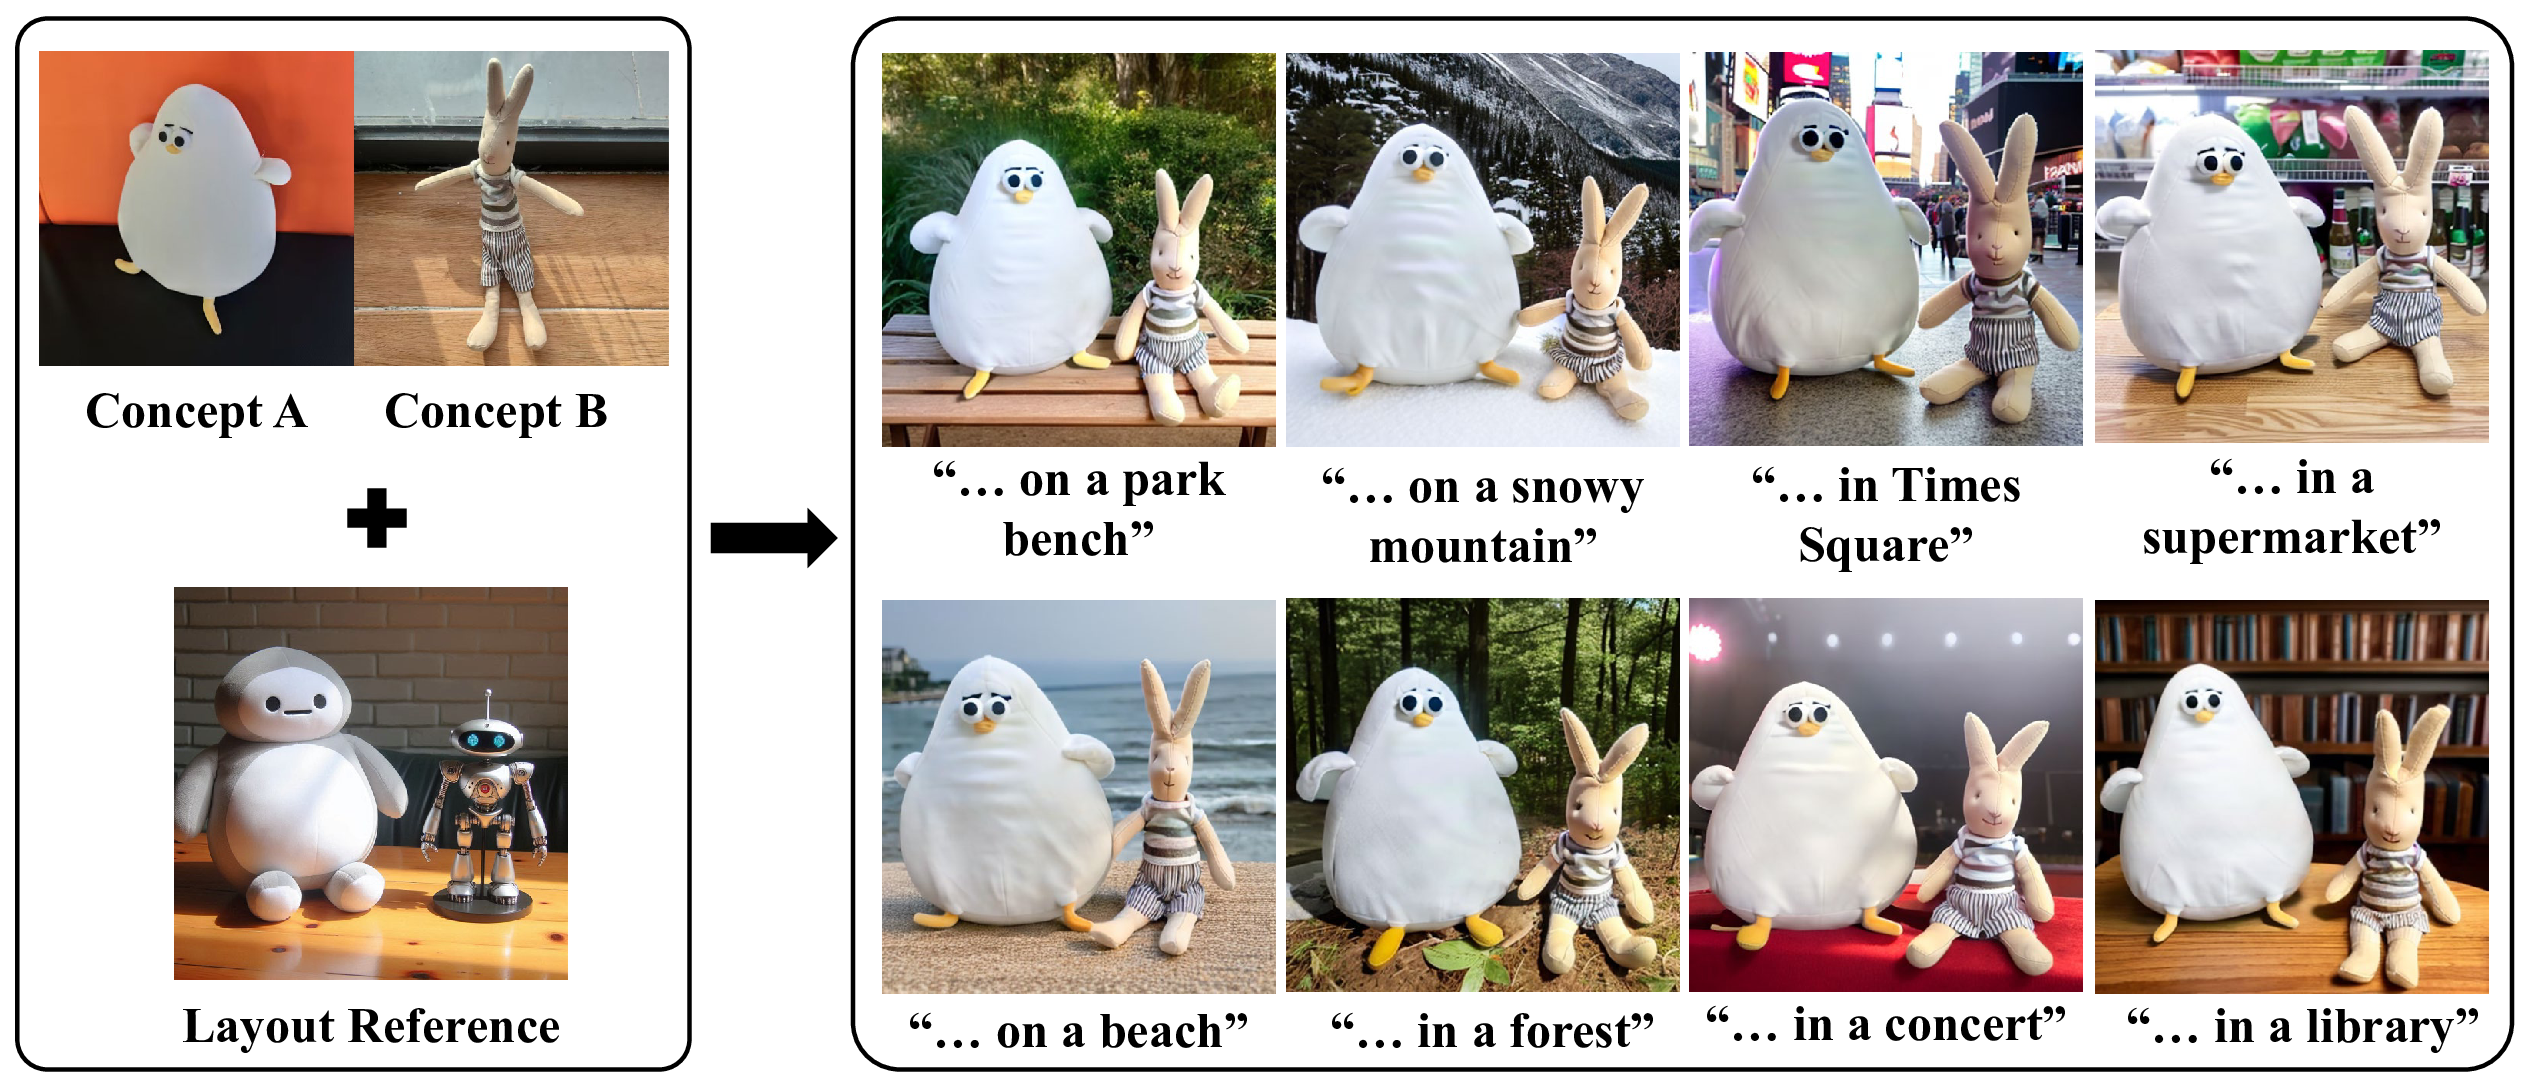 Concept A
Concept B
Layout Reference
“… on a park
bench”
“… on a snowy
mountain”
“… in Times
Square”
“… in a
supermarket”
“… on a beach”
“… in a forest”
“… in a concert”
“… in a library”